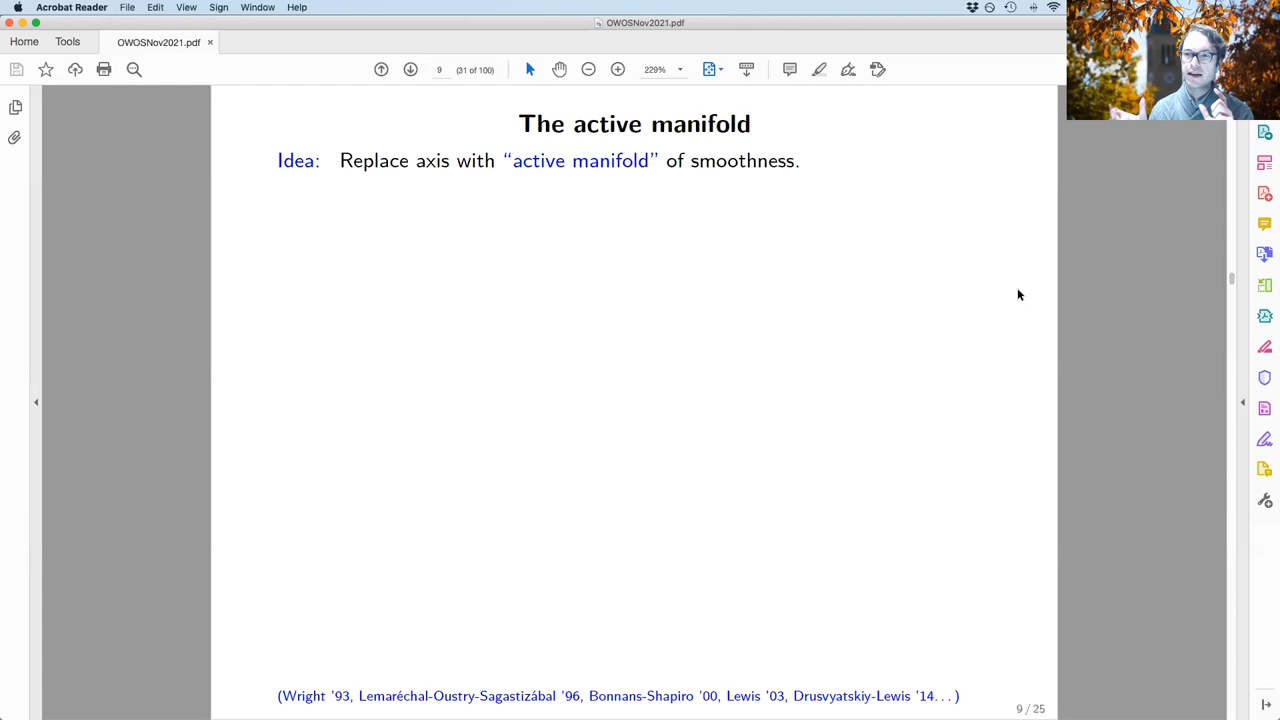 Acrobat Reader File Edit View Sign Window Help
OWOSNov2021.pdf
Home Tools OWOSNov2021.pdf ×
9 (31 of 100) 229%
The active manifold
Idea: Replace axis with “active manifold” of smoothness.
(Wright ’93, Lemaréchal-Oustry-Sagastizábal ’96, Bonnans-Shapiro ’00, Lewis ’03, Drusvyatskiy-Lewis ’14. . . )
9 / 25